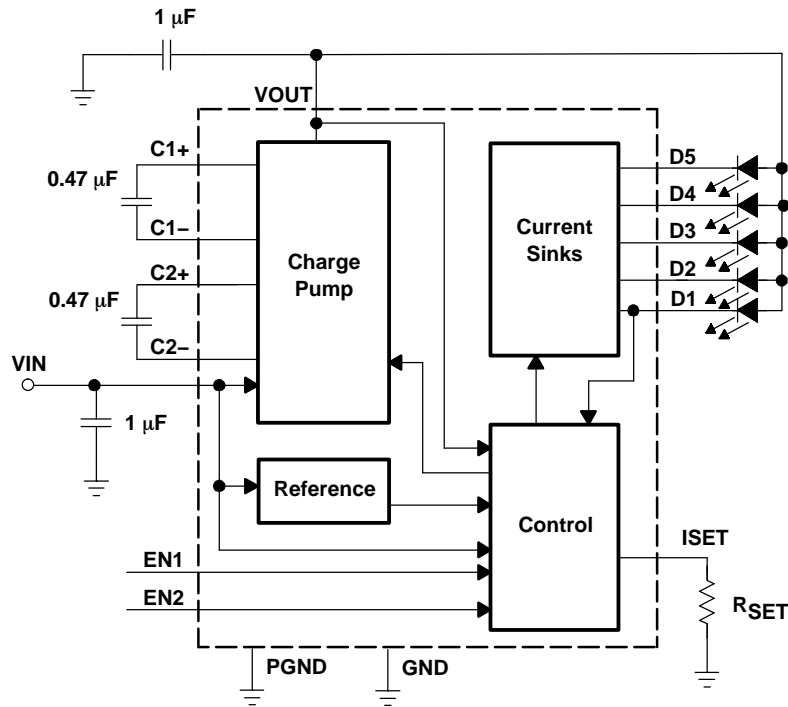 1 μF
VOUT
C1+
0.47 μF
C1−
C2+
0.47 μF
C2−
VIN
1 μF
Charge
Pump
Current
Sinks
D5
D4
D3
D2
D1
Reference
Control
EN1
EN2
ISET
RSET
PGND
GND